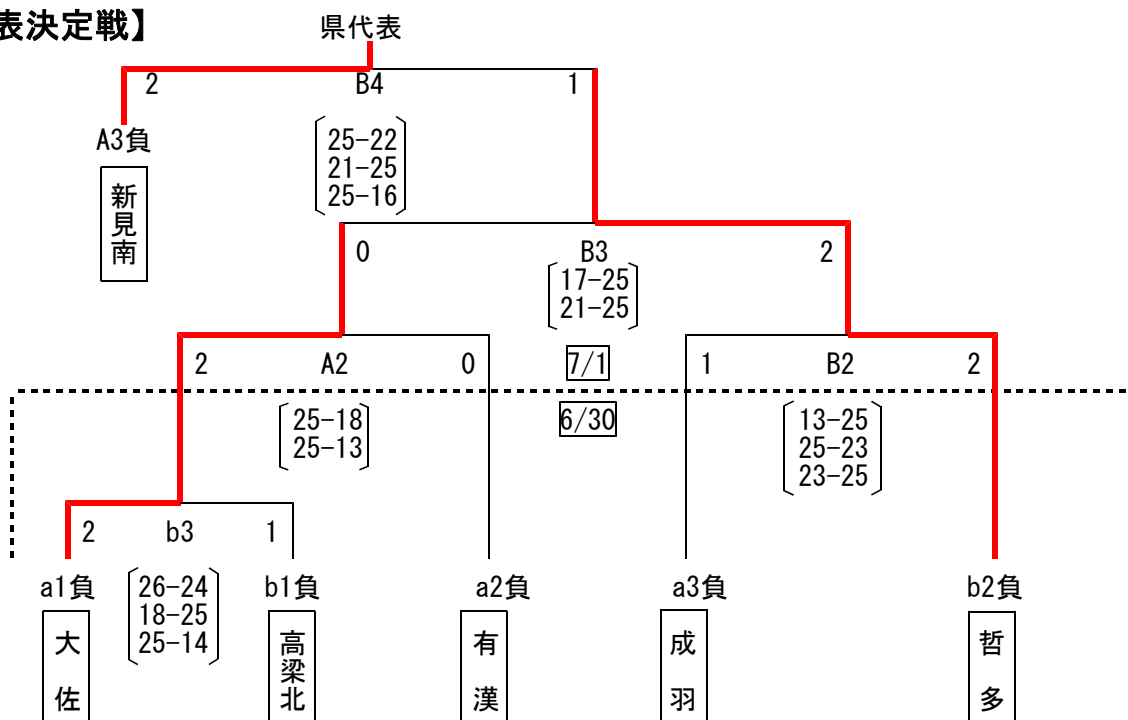 表決定戦】
県代表
2
B4
1
A3負
新見南
25-22
21-25
25-16
0
B3
2
17-25
21-25
2
A2
0
7/1
1
B2
2
25-18
25-13
6/30
13-25
25-23
23-25
2
b3
1
a1負
26-24
18-25
25-14
b1負
a2負
a3負
b2負
大佐
高梁北
有漢
成羽
哲多